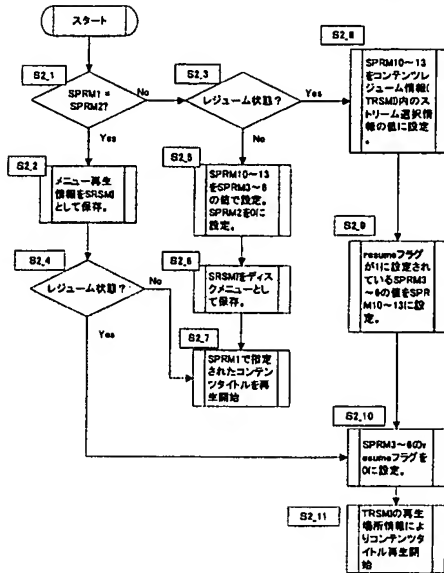 スタート
S2_1
SPRM1 =
SPRM2?
No
Yes
S2_3
レジューム状態?
Yes
No
S2_8
SPRM10~13
をコンテンツレ
ジューム情報(
TRSMI)内のス
トリーム選択情
報の値に設定
。
S2_2
メニュー再生
情報をSRSMI
として保存。
S2_5
SPRM10~13
をSPRM3~6
の値で設定。
SPRM2を0に
設定。
S2_9
resumeフラグ
が1に設定され
ているSPRM3
~6の値をSPR
M10~13に設
定。
S2_4
レジューム状態?
No
Yes
S2_6
SRSMIをディス
クメニューとし
て保存。
S2_7
SPRM1で指定
されたコンテン
ツタイトルを再
生開始
S2_10
SPRM3~6のr
esumeフラグを
0に設定。
S2_11
TRSMIの再生
場所情報によ
りコンテンツタ
イトル再生開
始